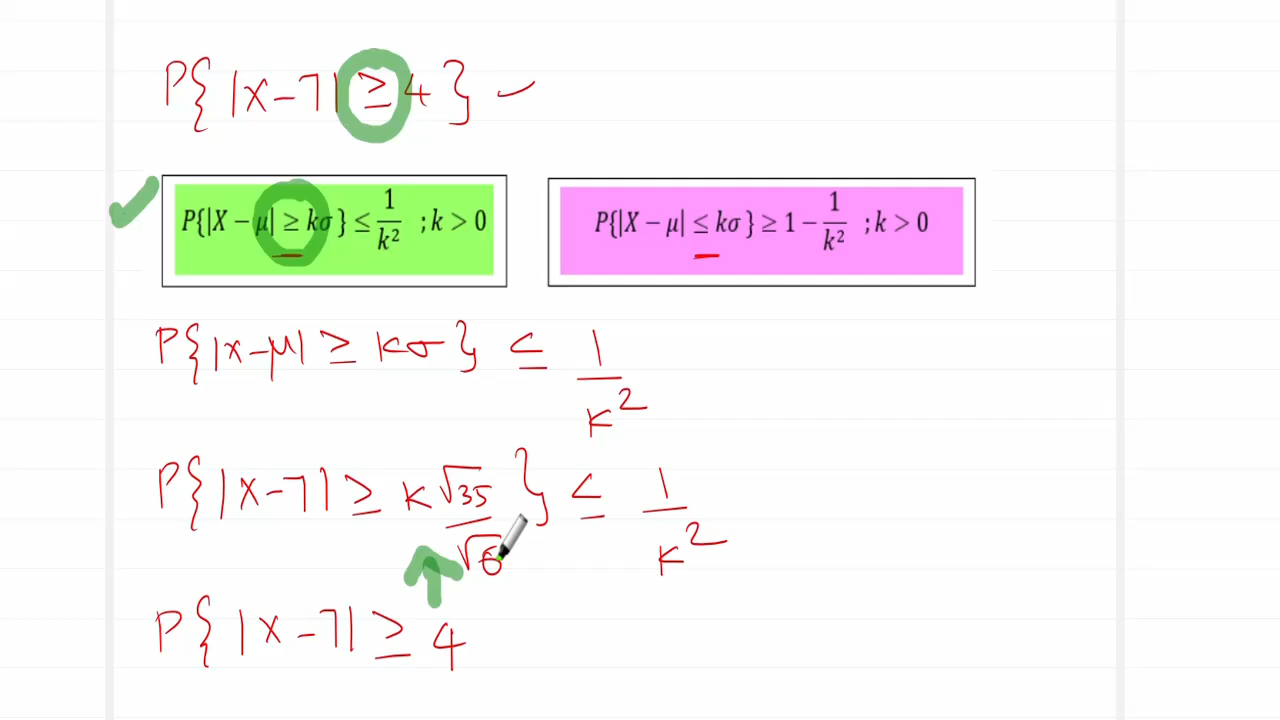 P{ |X-7| ≥ 4 } ✓
P{|X − μ| ≥ kσ } ≤ 1/k² ; k > 0
P{|X − μ| ≤ kσ } ≥ 1 − 1/k² ; k > 0
P{ |X-μ| ≥ kσ } ≤ 1/k²
P{ |X-7| ≥ k √35/√6 } ≤ 1/k²
P{ |X-7| ≥ 4